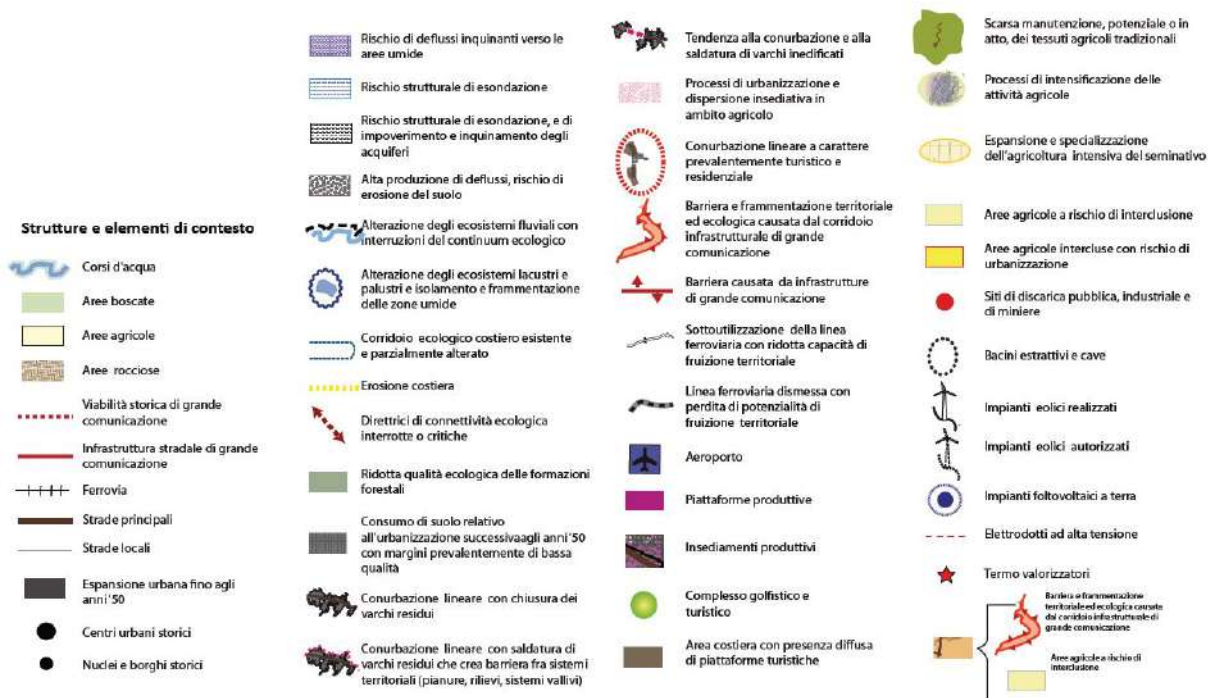 Strutture e elementi di contesto
Corsi d'acqua
Aree boscate
Aree agricole
Aree rocciose
Viabilità storica di grande
comunicazione
Infrastruttura stradale di grande
comunicazione
Ferrovia
Strade principali
Strade locali
Espansione urbana fino agli
anni'50
Centri urbani storici
Nuclei e borghi storici
Rischio di deflussi inquinanti verso le
aree umide
Rischio strutturale di esondazione
Rischio strutturale di esondazione, e di
impoverimento e inquinamento degli
acquiferi
Alta produzione di deflussi, rischio di
erosione del suolo
Alterazione degli ecosistemi fluviali con
interruzioni del continuum ecologico
Alterazione degli ecosistemi lacustri e
palustri e isolamento e frammentazione
delle zone umide
Corridoio ecologico costiero esistente
e parzialmente alterato
Erosione costiera
Direttrici di connettività ecologica
interrotte o critiche
Ridotta qualità ecologica delle formazioni
forestali
Consumo di suolo relativo
all'urbanizzazione successivaagli anni'50
con margini prevalentemente di bassa
qualità
Conurbazione lineare con chiusura dei
varchi residui
Conurbazione lineare con saldatura di
varchi residui che crea barriera fra sistemi
territoriali (pianure, rilievi, sistemi vallivi)
Tendenza alla conurbazione e alla
saldatura di varchi inedificati
Processi di urbanizzazione e
dispersione insediativa in
ambito agricolo
Conurbazione lineare a carattere
prevalentemente turistico e
residenziale
Barriera e frammentazione territoriale
ed ecologica causata dal corridoio
infrastrutturale di grande
comunicazione
Barriera causata da infrastrutture
di grande comunicazione
Sottoutilizzazione della linea
ferroviaria con ridotta capacità di
fruizione territoriale
Linea ferroviaria dismessa con
perdita di potenzialità di
fruizione territoriale
Aeroporto
Piattaforme produttive
Insediamenti produttivi
Complesso golfistico e
turistico
Area costiera con presenza diffusa
di piattaforme turistiche
Scarsa manutenzione, potenziale o in
atto, dei tessuti agricoli tradizionali
Processi di intensificazione delle
attività agricole
Espansione e specializzazione
dell'agricoltura intensiva del seminativo
Aree agricole a rischio di interclusione
Aree agricole intercluse con rischio di
urbanizzazione
Siti di discarica pubblica, industriale e
di miniere
Bacini estrattivi e cave
Impianti eolici realizzati
Impianti eolici autorizzati
Impianti foltovoltaici a terra
Elettrodotti ad alta tensione
Termo valorizzatori
Barriera e frammentazione
territoriale ed ecologica causata
dal corridoio infrastrutturale di
grande comunicazione
Aree agricole a rischio di
interclusione